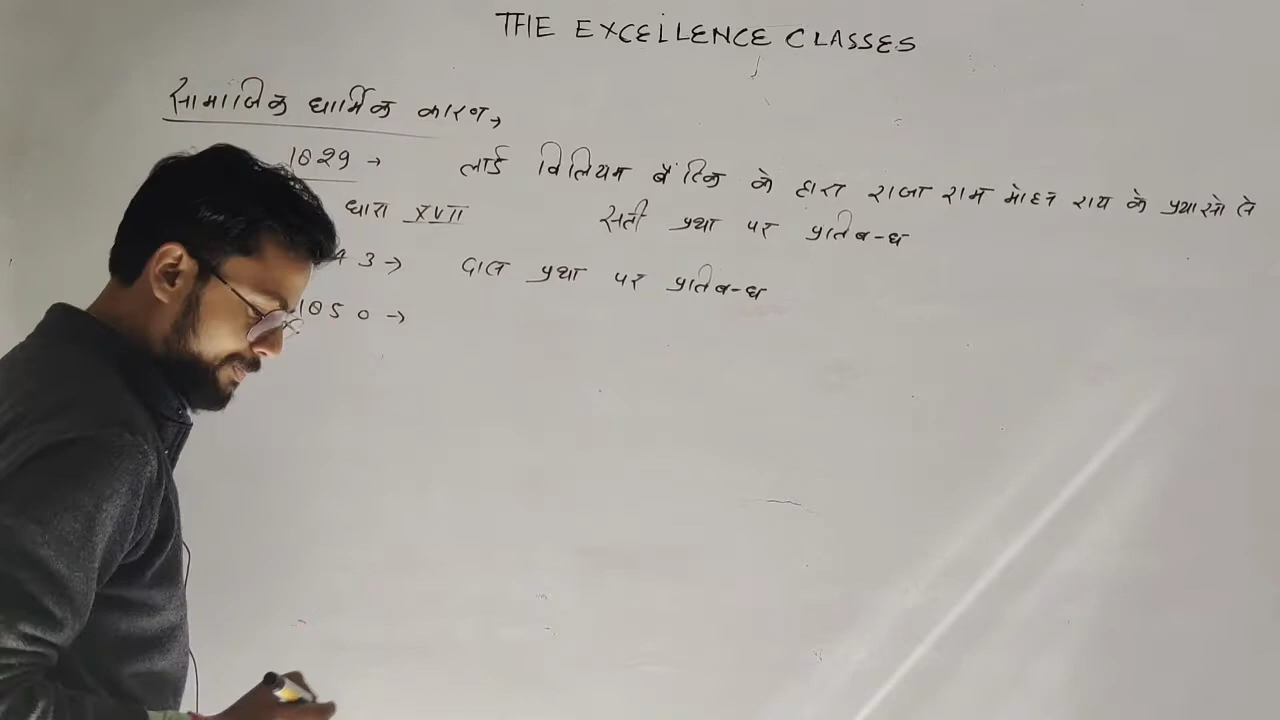 THE EXCELLENCE CLASSES
सामाजिक धार्मिक कारण→
1829 → लार्ड विलियम बैंटिक के द्वारा राजा राम मोहन राय के प्रयासो से
धारा XVII सती प्रथा पर प्रतिबन्ध
43 → दास प्रथा पर प्रतिबन्ध
1850 →